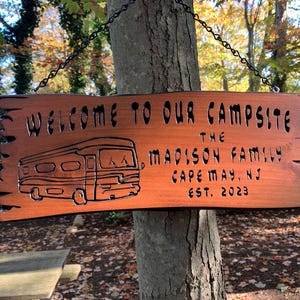 WELCOME TO OUR CAMPSITE
THE
MADISON FAMILY
CAPE MAY, NJ
EST. 2023